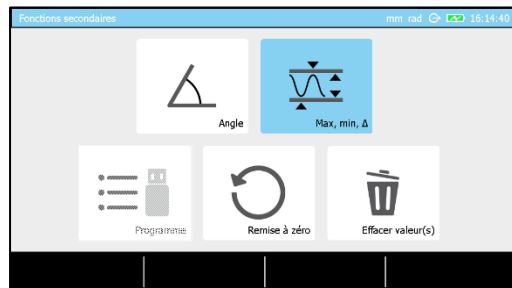 Fonctions secondaires mm rad 16:14:40
Angle
Max, min, Δ
Programme
Remise à zéro
Effacer valeur(s)